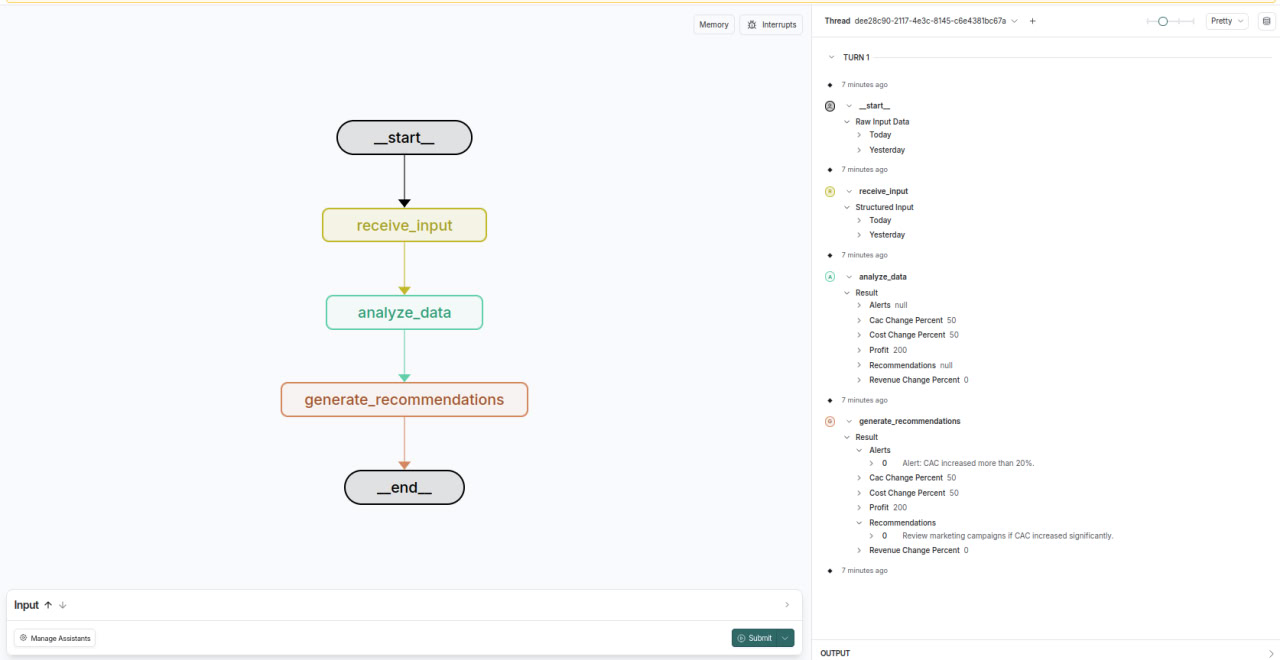 Memory
Interrupts
__start__
receive_input
analyze_data
generate_recommendations
__end__
Input
Manage Assistants
Submit
Thread dee28c90-2117-4e3c-8145-c6e4381bc67a
Pretty
TURN 1
7 minutes ago
__start__
Raw Input Data
Today
Yesterday
7 minutes ago
R receive_input
Structured Input
Today
Yesterday
7 minutes ago
A analyze_data
Result
Alerts null
Cac Change Percent 50
Cost Change Percent 50
Profit 200
Recommendations null
Revenue Change Percent 0
7 minutes ago
G generate_recommendations
Result
Alerts
0 Alert: CAC increased more than 20%.
Cac Change Percent 50
Cost Change Percent 50
Profit 200
Recommendations
0 Review marketing campaigns if CAC increased significantly.
Revenue Change Percent 0
7 minutes ago
OUTPUT